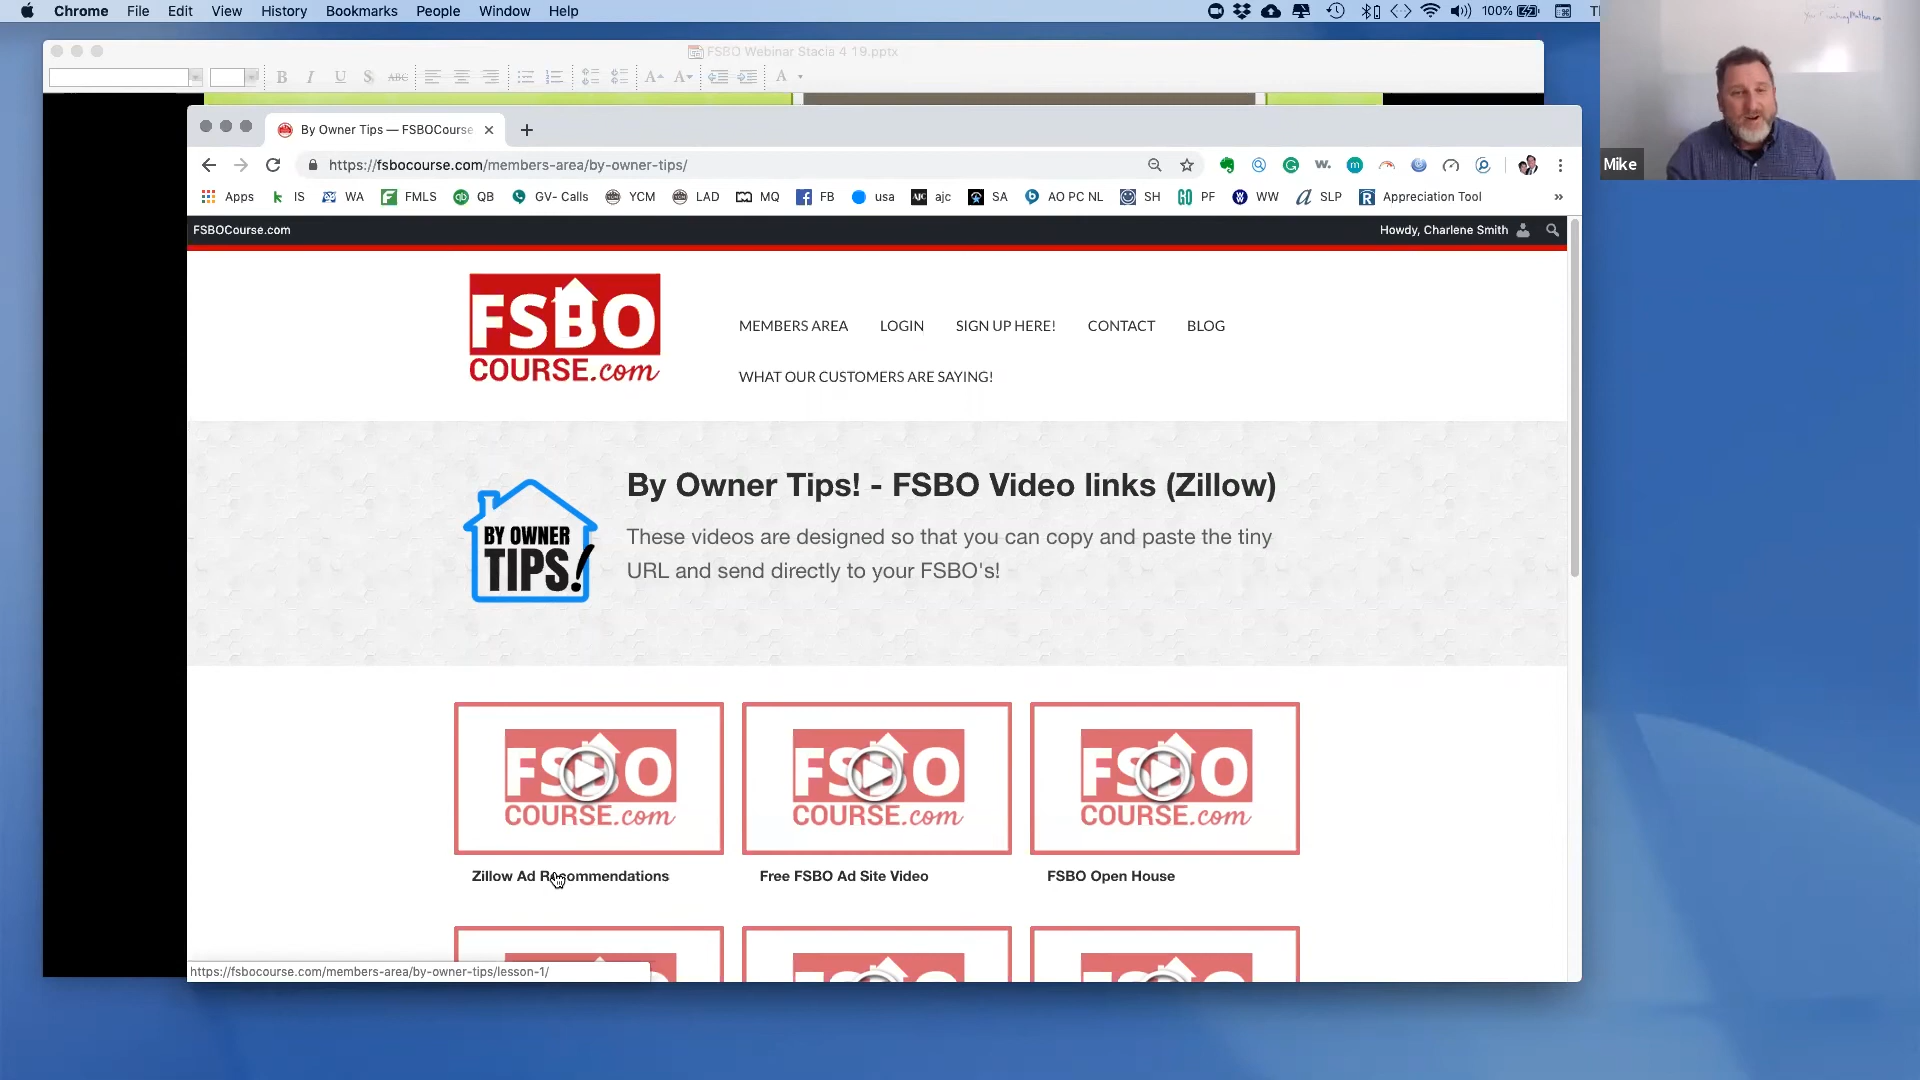 Chrome File Edit View History Bookmarks People Window Help
100%
FSBO Webinar Stacia 4 19.pptx
B I U S ABC A A A
By Owner Tips — FSBOCourse
https://fsbocourse.com/members-area/by-owner-tips/
Apps IS WA FMLS QB GV- Calls YCM LAD MQ FB usa ajc SA AO PC NL SH PF WW SLP Appreciation Tool »
FSBOCourse.com
Howdy, Charlene Smith
Mike
FSBO
COURSE.com
MEMBERS AREA LOGIN SIGN UP HERE! CONTACT BLOG
WHAT OUR CUSTOMERS ARE SAYING!
BY OWNER
TIPS!
By Owner Tips! - FSBO Video links (Zillow)
These videos are designed so that you can copy and paste the tiny
URL and send directly to your FSBO's!
FSBO
COURSE.com
FSBO
COURSE.com
FSBO
COURSE.com
Zillow Ad Recommendations
Free FSBO Ad Site Video
FSBO Open House
https://fsbocourse.com/members-area/by-owner-tips/lesson-1/